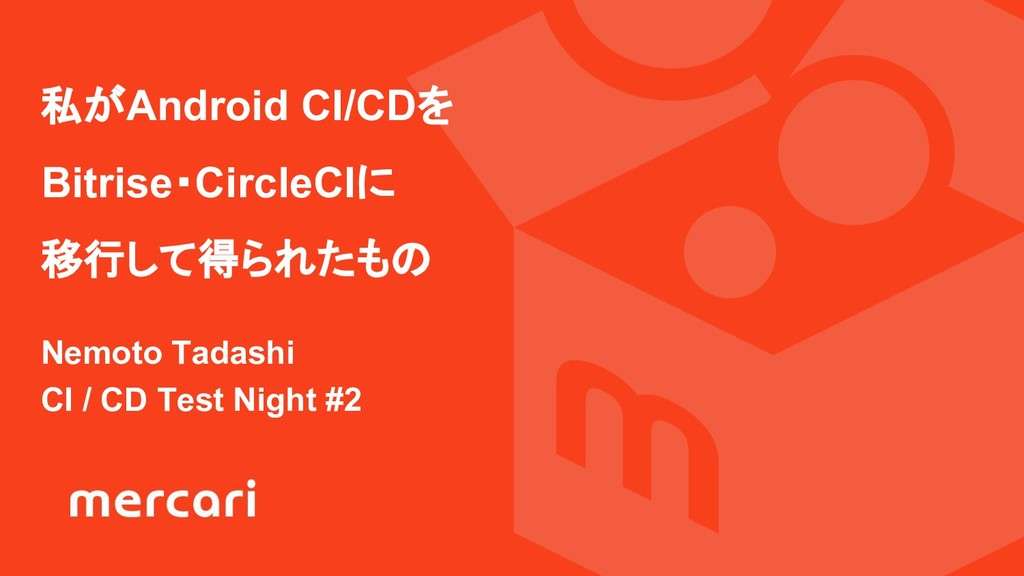 私がAndroid CI/CDを
Bitrise・CircleCIに
移行して得られたもの
Nemoto Tadashi
CI / CD Test Night #2
mercari
m